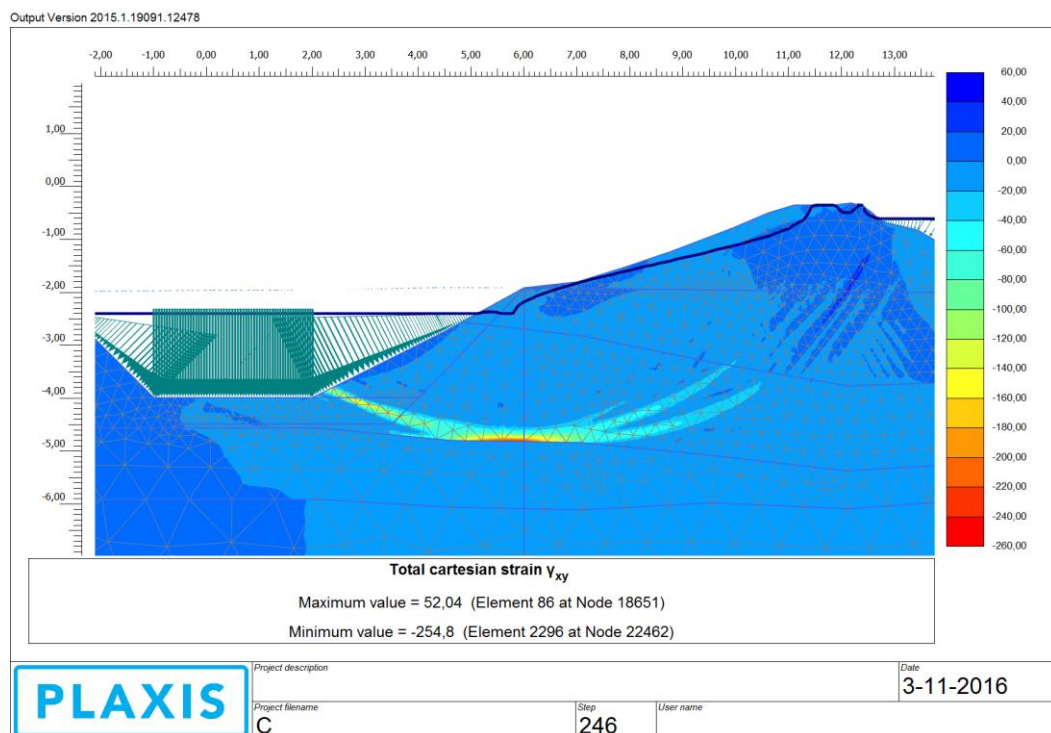 Output Version 2015.1.19091.12478
-2,00 -1,00 0,00 1,00 2,00 3,00 4,00 5,00 6,00 7,00 8,00 9,00 10,00 11,00 12,00 13,00
1,00
0,00
-1,00
-2,00
-3,00
-4,00
-5,00
-6,00
60,00
40,00
20,00
0,00
-20,00
-40,00
-60,00
-80,00
-100,00
-120,00
-140,00
-160,00
-180,00
-200,00
-220,00
-240,00
-260,00
Total cartesian strain γxy
Maximum value = 52,04 (Element 86 at Node 18651)
Minimum value = -254,8 (Element 2296 at Node 22462)
PLAXIS
Project description
Date
3-11-2016
Project filename
C
Step
246
User name